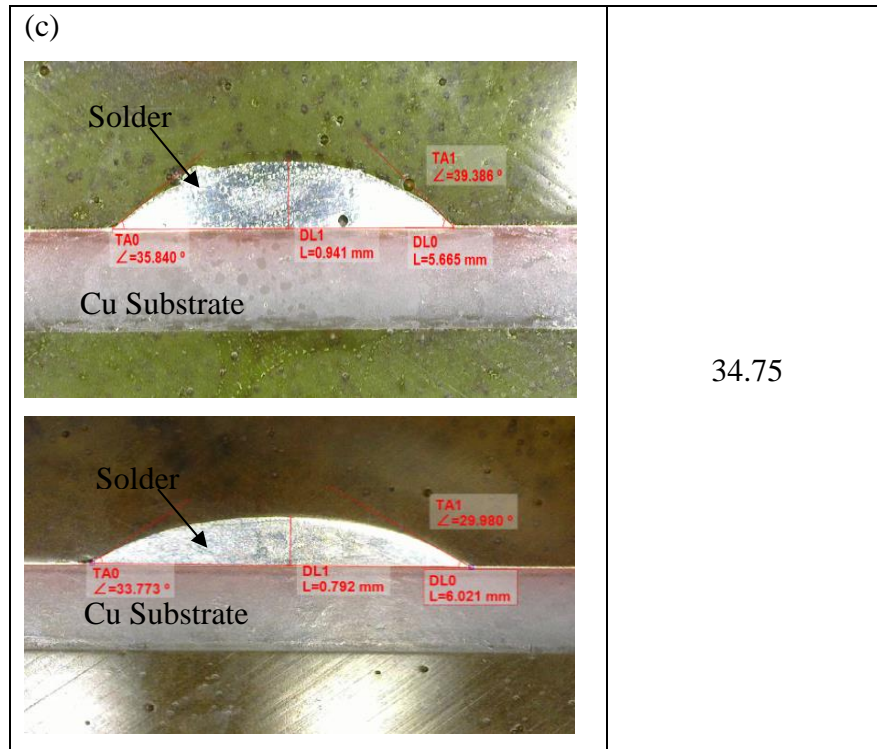 (c)
Solder
TA1
∠=39.386 º
TA0
∠=35.840 º
DL1
L=0.941 mm
DL0
L=5.665 mm
Cu Substrate
34.75
Solder
TA1
∠=29.980 º
TA0
∠=33.773 º
DL1
L=0.792 mm
DL0
L=6.021 mm
Cu Substrate